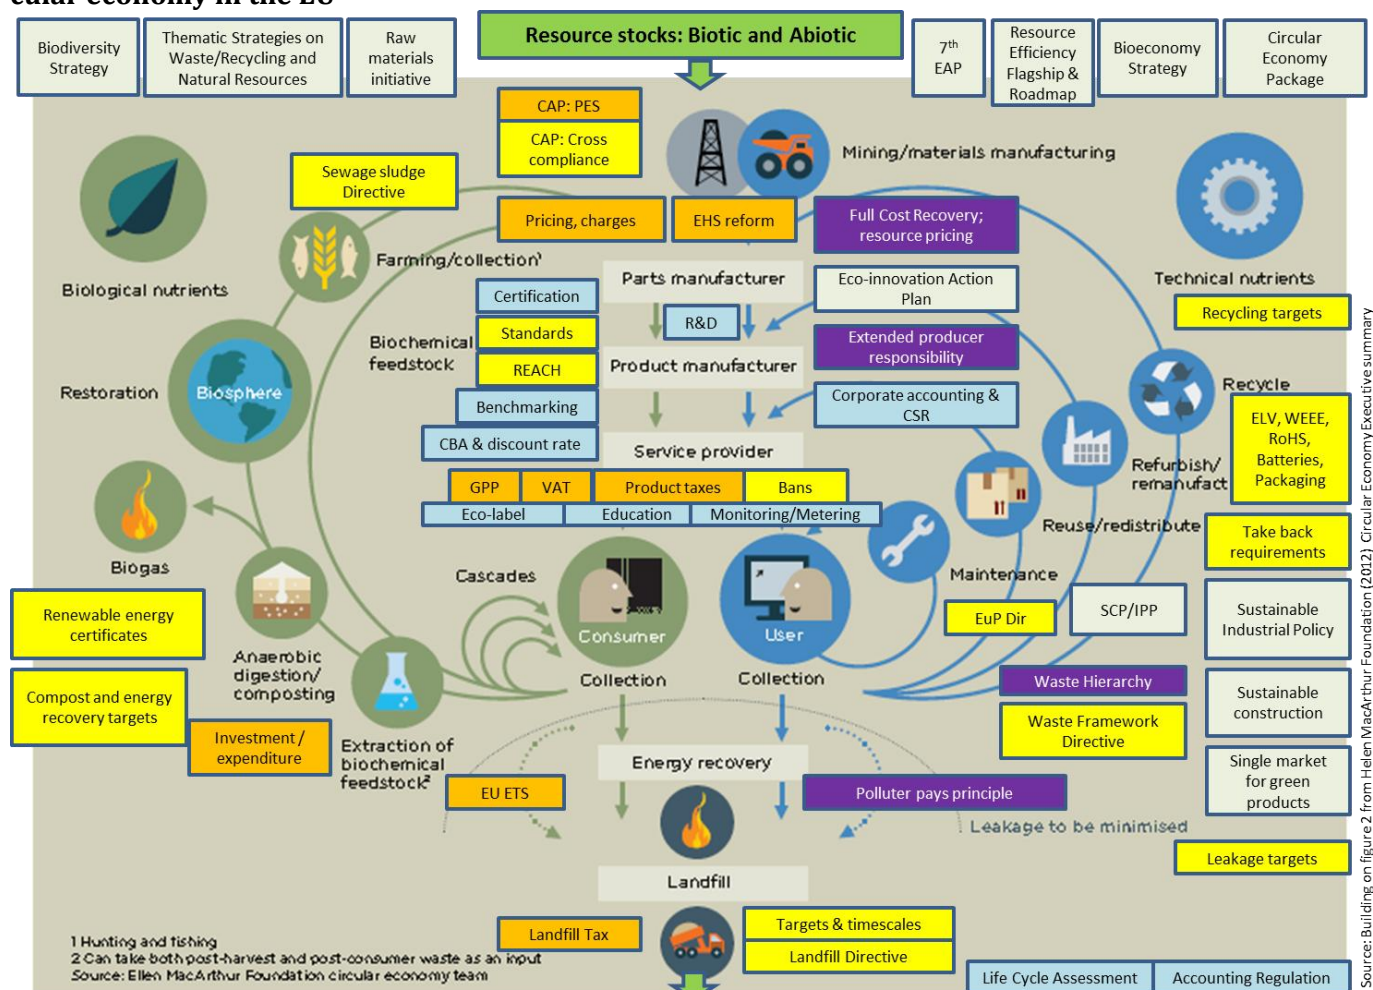 cular economy in the EU
Biodiversity
Strategy
Thematic Strategies on
Waste/Recycling and
Natural Resources
Raw
materials
initiative
Resource stocks: Biotic and Abiotic
7th
EAP
Resource
Efficiency
Flagship &
Roadmap
Bioeconomy
Strategy
Circular
Economy
Package
CAP: PES
CAP: Cross
compliance
Mining/materials manufacturing
Sewage sludge
Directive
Pricing, charges
EHS reform
Full Cost Recovery;
resource pricing
Farming/collection¹
Biological nutrients
Technical nutrients
Parts manufacturer
Eco-innovation Action
Plan
Certification
R&D
Recycling targets
Standards
Biochemical
feedstock
REACH
Product manufacturer
Extended producer
responsibility
Restoration
Biosphere
Recycle
Benchmarking
Corporate accounting &
CSR
CBA & discount rate
Service provider
ELV, WEEE,
RoHS,
Batteries,
Packaging
Refurbish/
remanufact
GPP
VAT
Product taxes
Bans
Eco-label
Education
Monitoring/Metering
Reuse/redistribute
Take back
requirements
Biogas
Cascades
Maintenance
Renewable energy
certificates
Consumer
User
EuP Dir
SCP/IPP
Sustainable
Industrial Policy
Anaerobic
digestion/
composting
Collection
Collection
Waste Hierarchy
Compost and energy
recovery targets
Sustainable
construction
Investment /
expenditure
Extraction of
biochemical
feedstock²
Waste Framework
Directive
Energy recovery
Single market
for green
products
EU ETS
Polluter pays principle
Leakage to be minimised
Leakage targets
Landfill
Landfill Tax
Targets & timescales
Landfill Directive
1 Hunting and fishing
2 Can take both post-harvest and post-consumer waste as an input
Source: Ellen MacArthur Foundation circular economy team
Life Cycle Assessment
Accounting Regulation
Source: Building on figure 2 from Helen MacArthur Foundation (2012) Circular Economy Executive summary